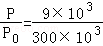 P/P₀ = 9×10³/300×10³